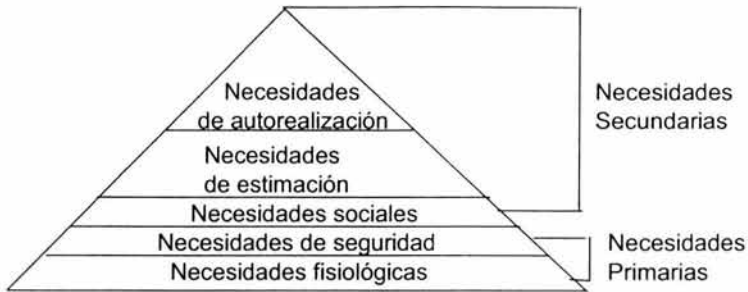 Necesidades
de autorealización
Necesidades
de estimación
Necesidades sociales
Necesidades de seguridad
Necesidades fisiológicas
Necesidades
Secundarias
Necesidades
Primarias